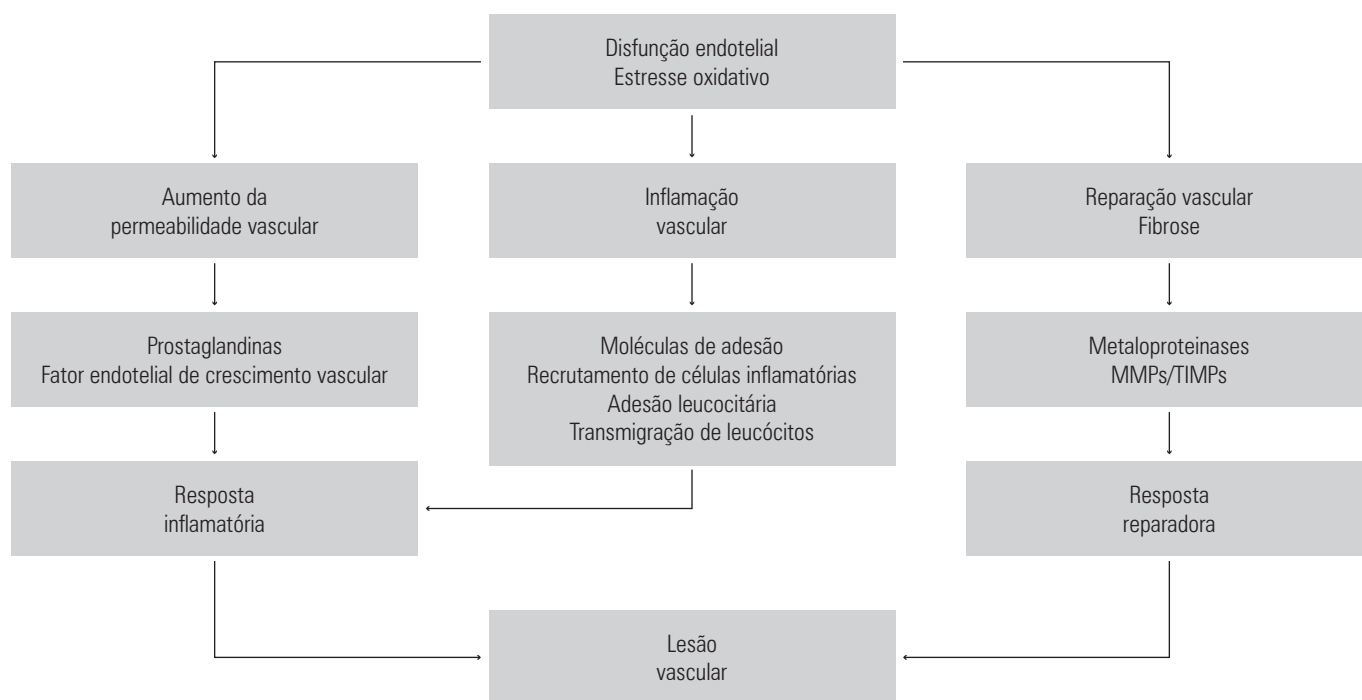 Disfunção endotelial
Estresse oxidativo
Aumento da
permeabilidade vascular
Inflamação
vascular
Reparação vascular
Fibrose
Prostaglandinas
Fator endotelial de crescimento vascular
Moléculas de adesão
Recrutamento de células inflamatórias
Adesão leucocitária
Transmigração de leucócitos
Metaloproteinases
MMPs/TIMPs
Resposta
inflamatória
Resposta
reparadora
Lesão
vascular